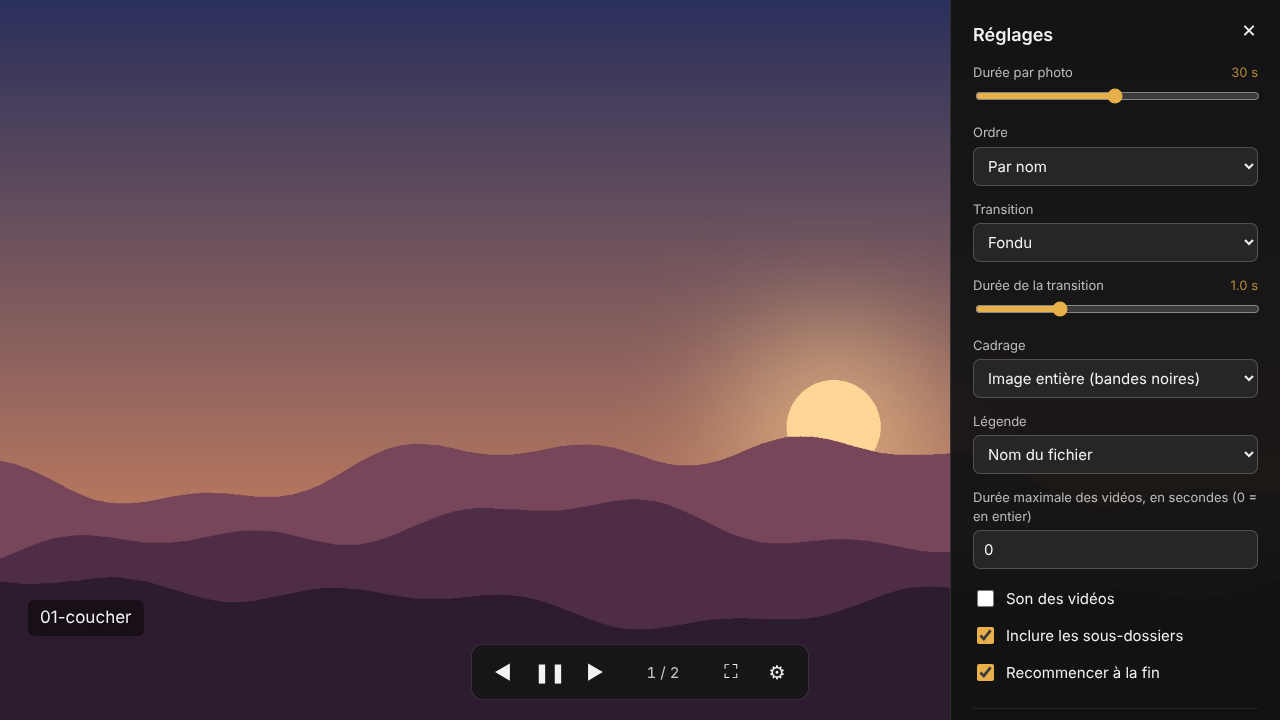 Réglages
Durée par photo 30 s
Ordre
Par nom
Transition
Fondu
Durée de la transition 1.0 s
Cadrage
Image entière (bandes noires)
Légende
Nom du fichier
Durée maximale des vidéos, en secondes (0 =
en entier)
0
Son des vidéos
Inclure les sous-dossiers
Recommencer à la fin
01-coucher
1 / 2